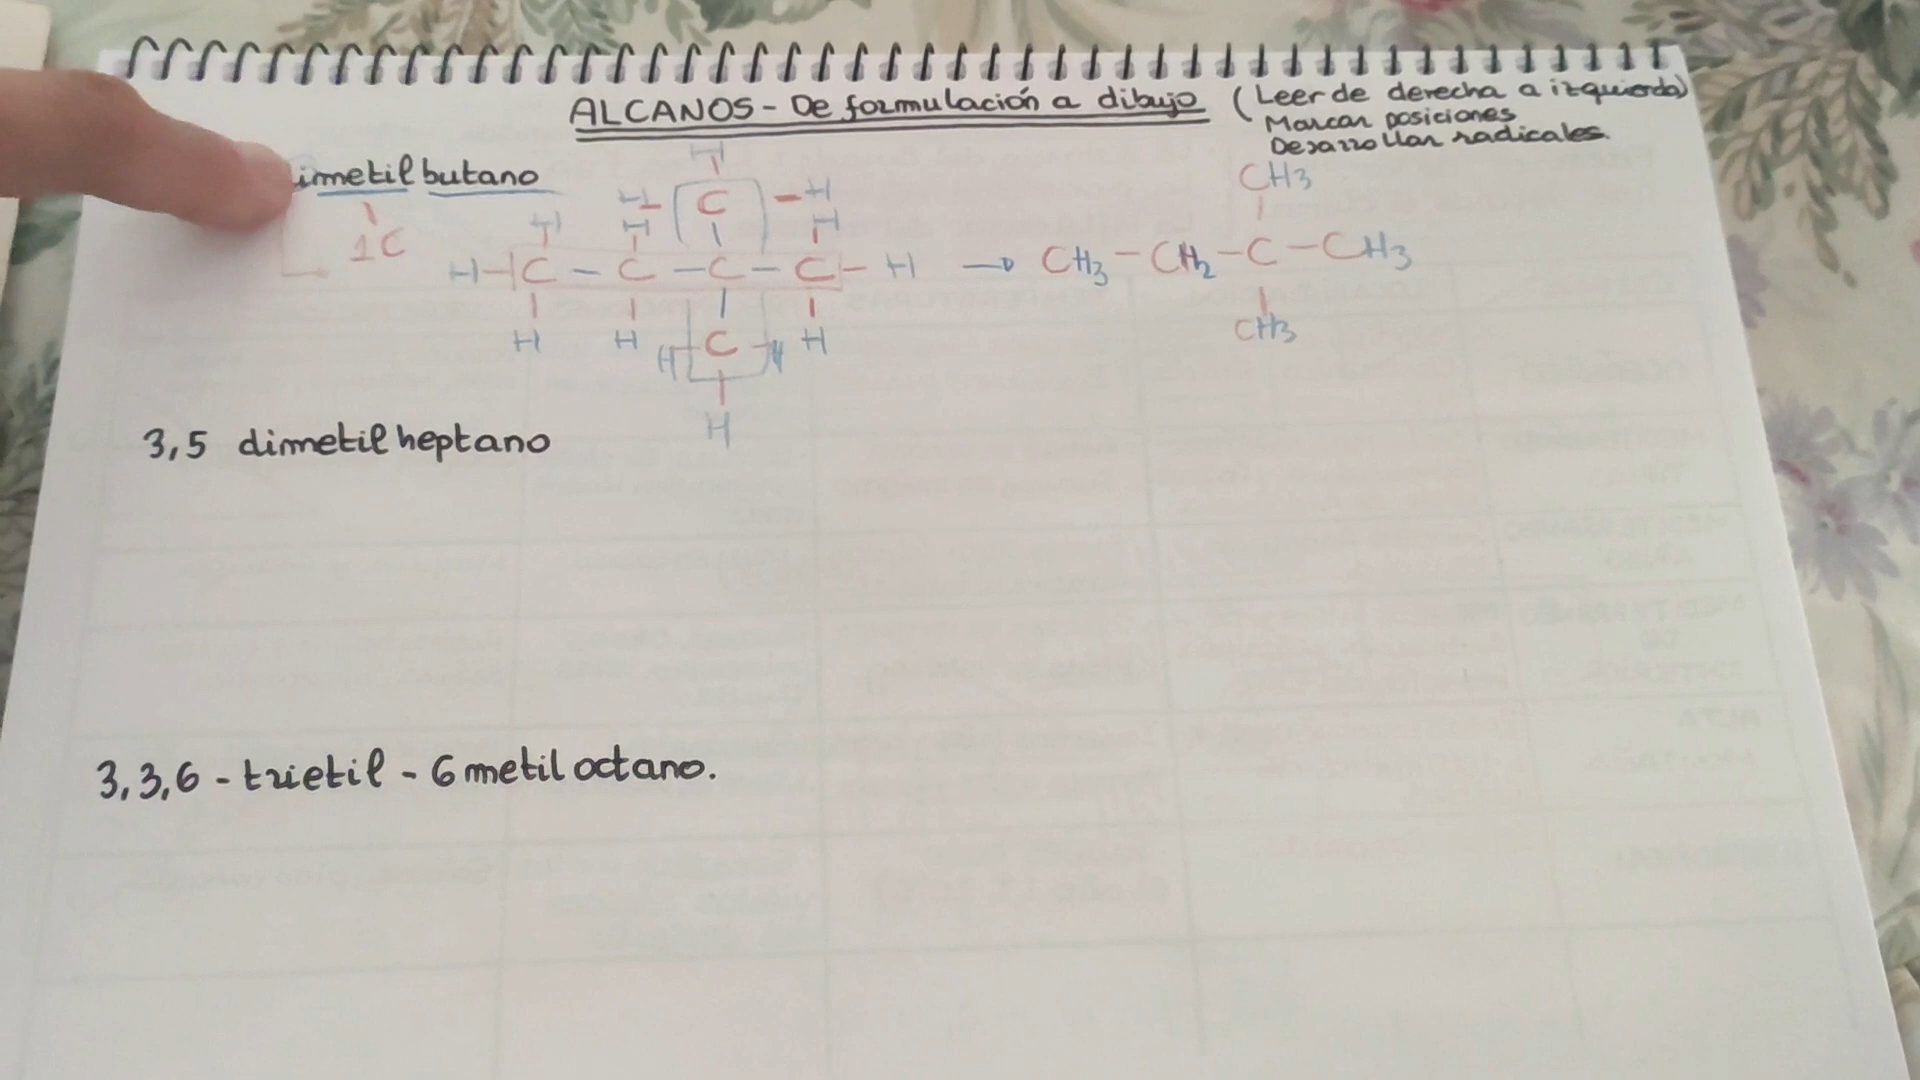 ALCANOS - De formulación a dibujo (Leer de derecha a izquierda)
Marcar posiciones
Desarrollar radicales.
imetil butano
1C
CH3
H
H - C - H
H H H
H - C - C - C - C - H → CH3 - CH2 - C - CH3
H H H
H C H
CH3
H
3,5 dimetil heptano
3,3,6 - trietil - 6 metil octano.